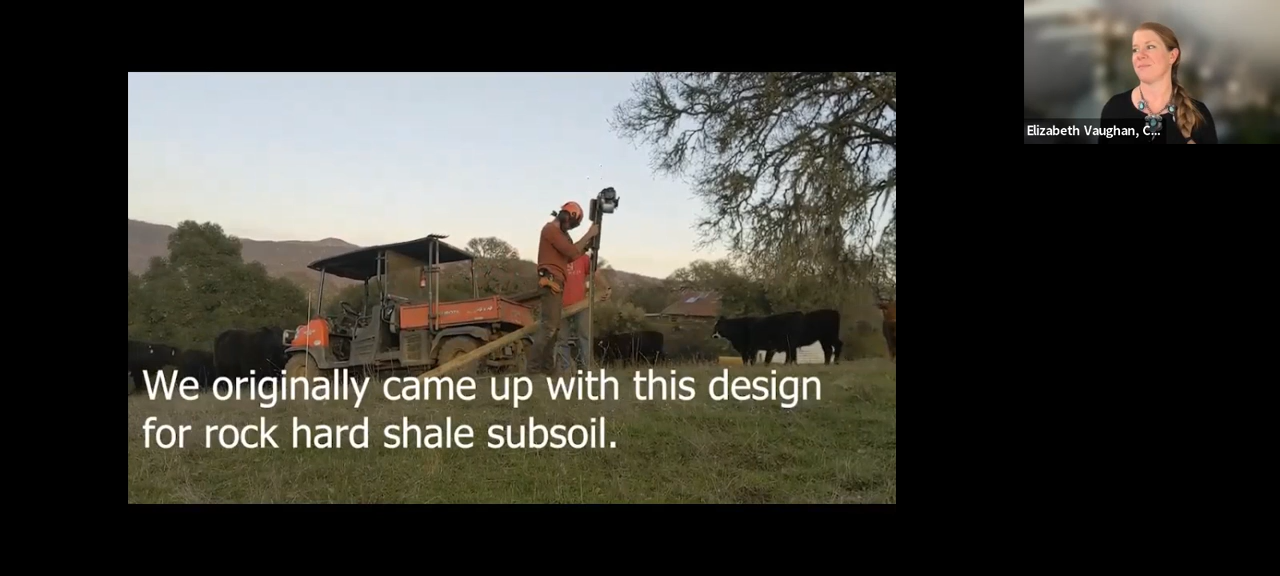 Elizabeth Vaughan, C...
We originally came up with this design
for rock hard shale subsoil.